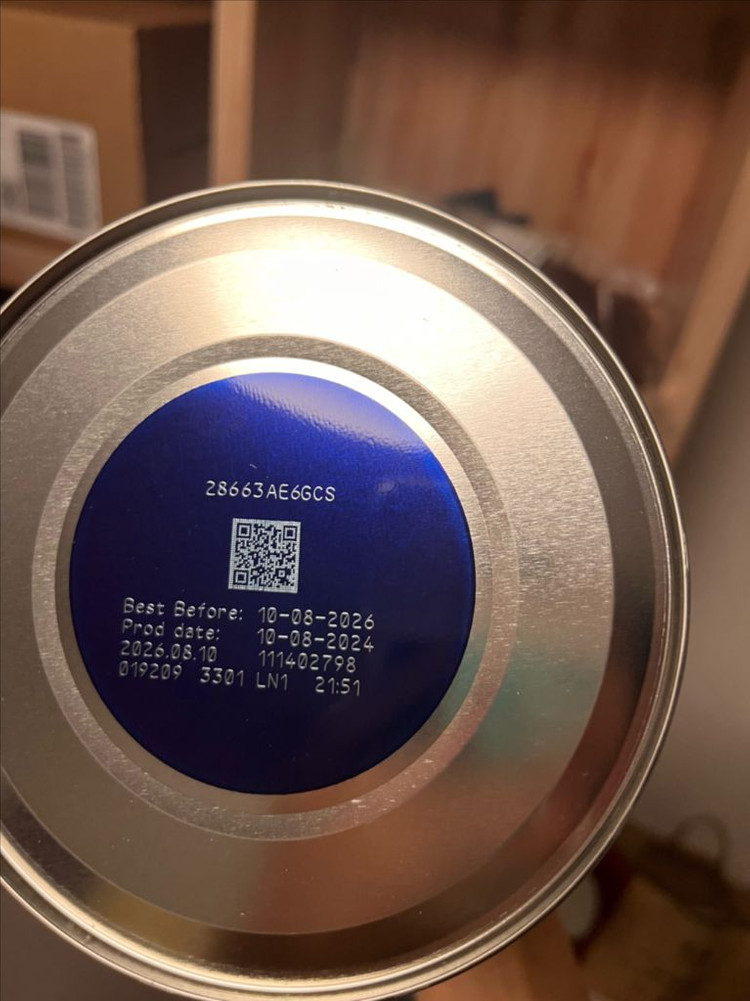 28663AE6GCS
Best Before: 10-08-2026
Prod date: 10-08-2024
2026.08.10 111402798
019209 3301 LN1 21:51